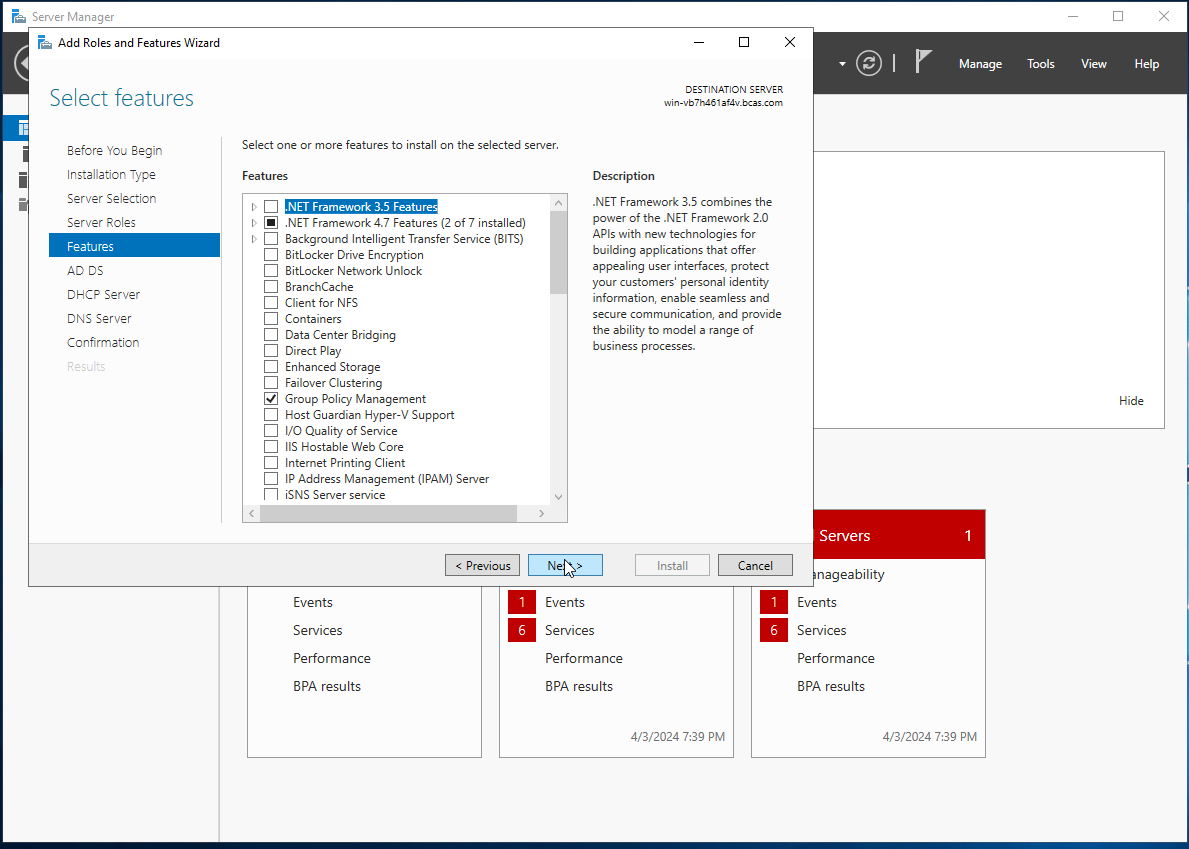 Server Manager
Add Roles and Features Wizard
Manage
Tools
View
Help
Select features
DESTINATION SERVER
win-vb7h461af4v.bcas.com
Before You Begin
Installation Type
Server Selection
Server Roles
Features
AD DS
DHCP Server
DNS Server
Confirmation
Results
Select one or more features to install on the selected server.
Features
.NET Framework 3.5 Features
.NET Framework 4.7 Features (2 of 7 installed)
Background Intelligent Transfer Service (BITS)
BitLocker Drive Encryption
BitLocker Network Unlock
BranchCache
Client for NFS
Containers
Data Center Bridging
Direct Play
Enhanced Storage
Failover Clustering
Group Policy Management
Host Guardian Hyper-V Support
I/O Quality of Service
IIS Hostable Web Core
Internet Printing Client
IP Address Management (IPAM) Server
iSNS Server service
Description
.NET Framework 3.5 combines the
power of the .NET Framework 2.0
APIs with new technologies for
building applications that offer
appealing user interfaces, protect
your customers' personal identity
information, enable seamless and
secure communication, and provide
the ability to model a range of
business processes.
Hide
< Previous
Next >
Install
Cancel
Servers 1
anageability
Events
Services
Performance
BPA results
1 Events
6 Services
Performance
BPA results
4/3/2024 7:39 PM
1 Events
6 Services
Performance
BPA results
4/3/2024 7:39 PM